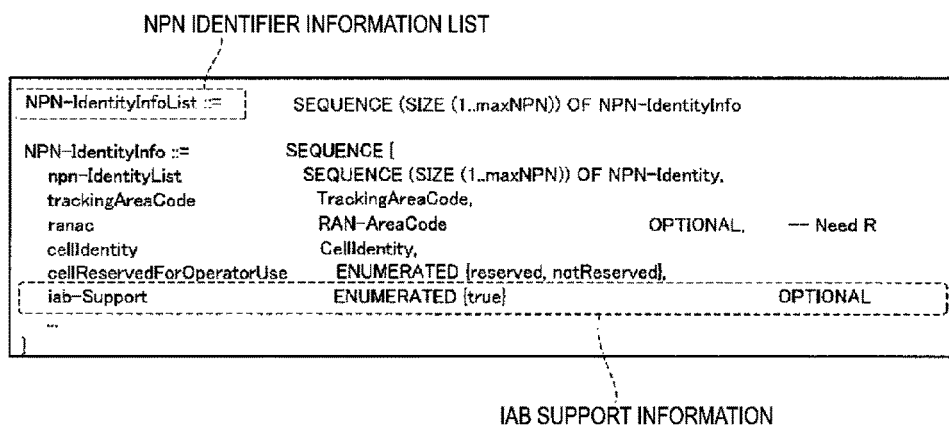 NPN IDENTIFIER INFORMATION LIST
NPN-IdentityInfoList ::= SEQUENCE (SIZE (1..maxNPN)) OF NPN-IdentityInfo
NPN-IdentityInfo ::= SEQUENCE {
npn-IdentityList SEQUENCE (SIZE (1..maxNPN)) OF NPN-Identity,
trackingAreaCode TrackingAreaCode,
ranac RAN-AreaCode OPTIONAL, -- Need R
cellIdentity CellIdentity,
cellReservedForOperatorUse ENUMERATED {reserved, notReserved},
iab-Support ENUMERATED {true} OPTIONAL
...
}
IAB SUPPORT INFORMATION